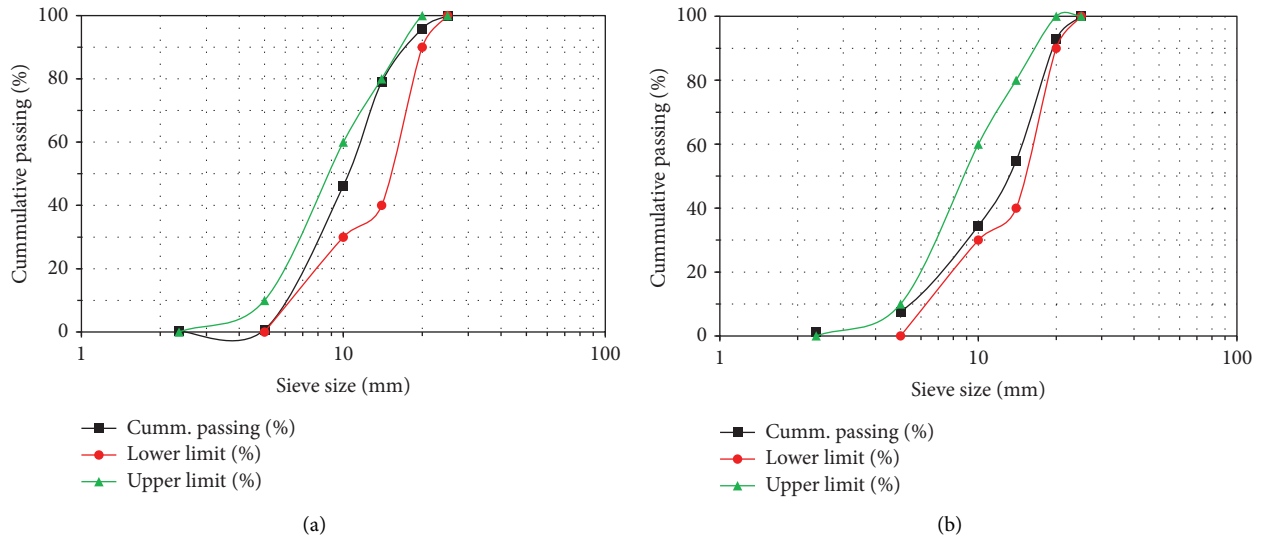 100
80
60
40
20
0
Cummulative passing (%)
1
10
100
Sieve size (mm)
Cumm. passing (%)
Lower limit (%)
Upper limit (%)
(a)
100
80
60
40
20
0
Cummulative passing (%)
1
10
100
Sieve size (mm)
Cumm. passing (%)
Lower limit (%)
Upper limit (%)
(b)